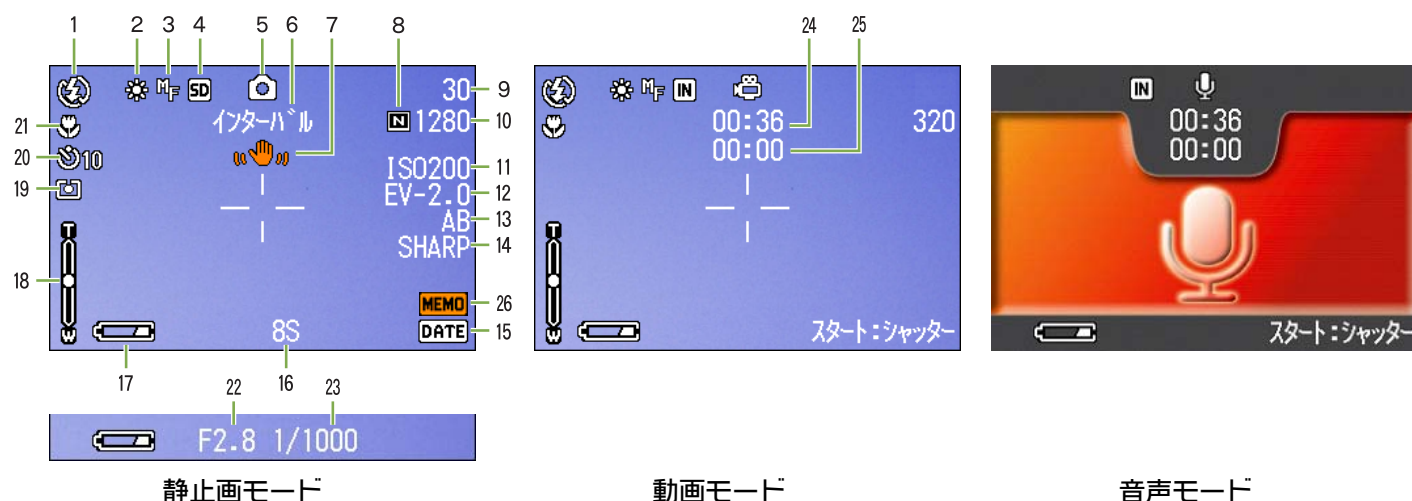 1 2 3 4 5 6 7 8
MF SD 30 9
インターバル N 1280 10
21
20 10
ISO200 11
19 EV-2.0 12
AB 13
SHARP 14
T
18
MEMO 26
W 8S DATE 15
17 16
22 23
F2.8 1/1000
静止画モード
24 25
MF IN
00:36 320
00:00
T
W スタート:シャッター
動画モード
IN
00:36
00:00
スタート:シャッター
音声モード